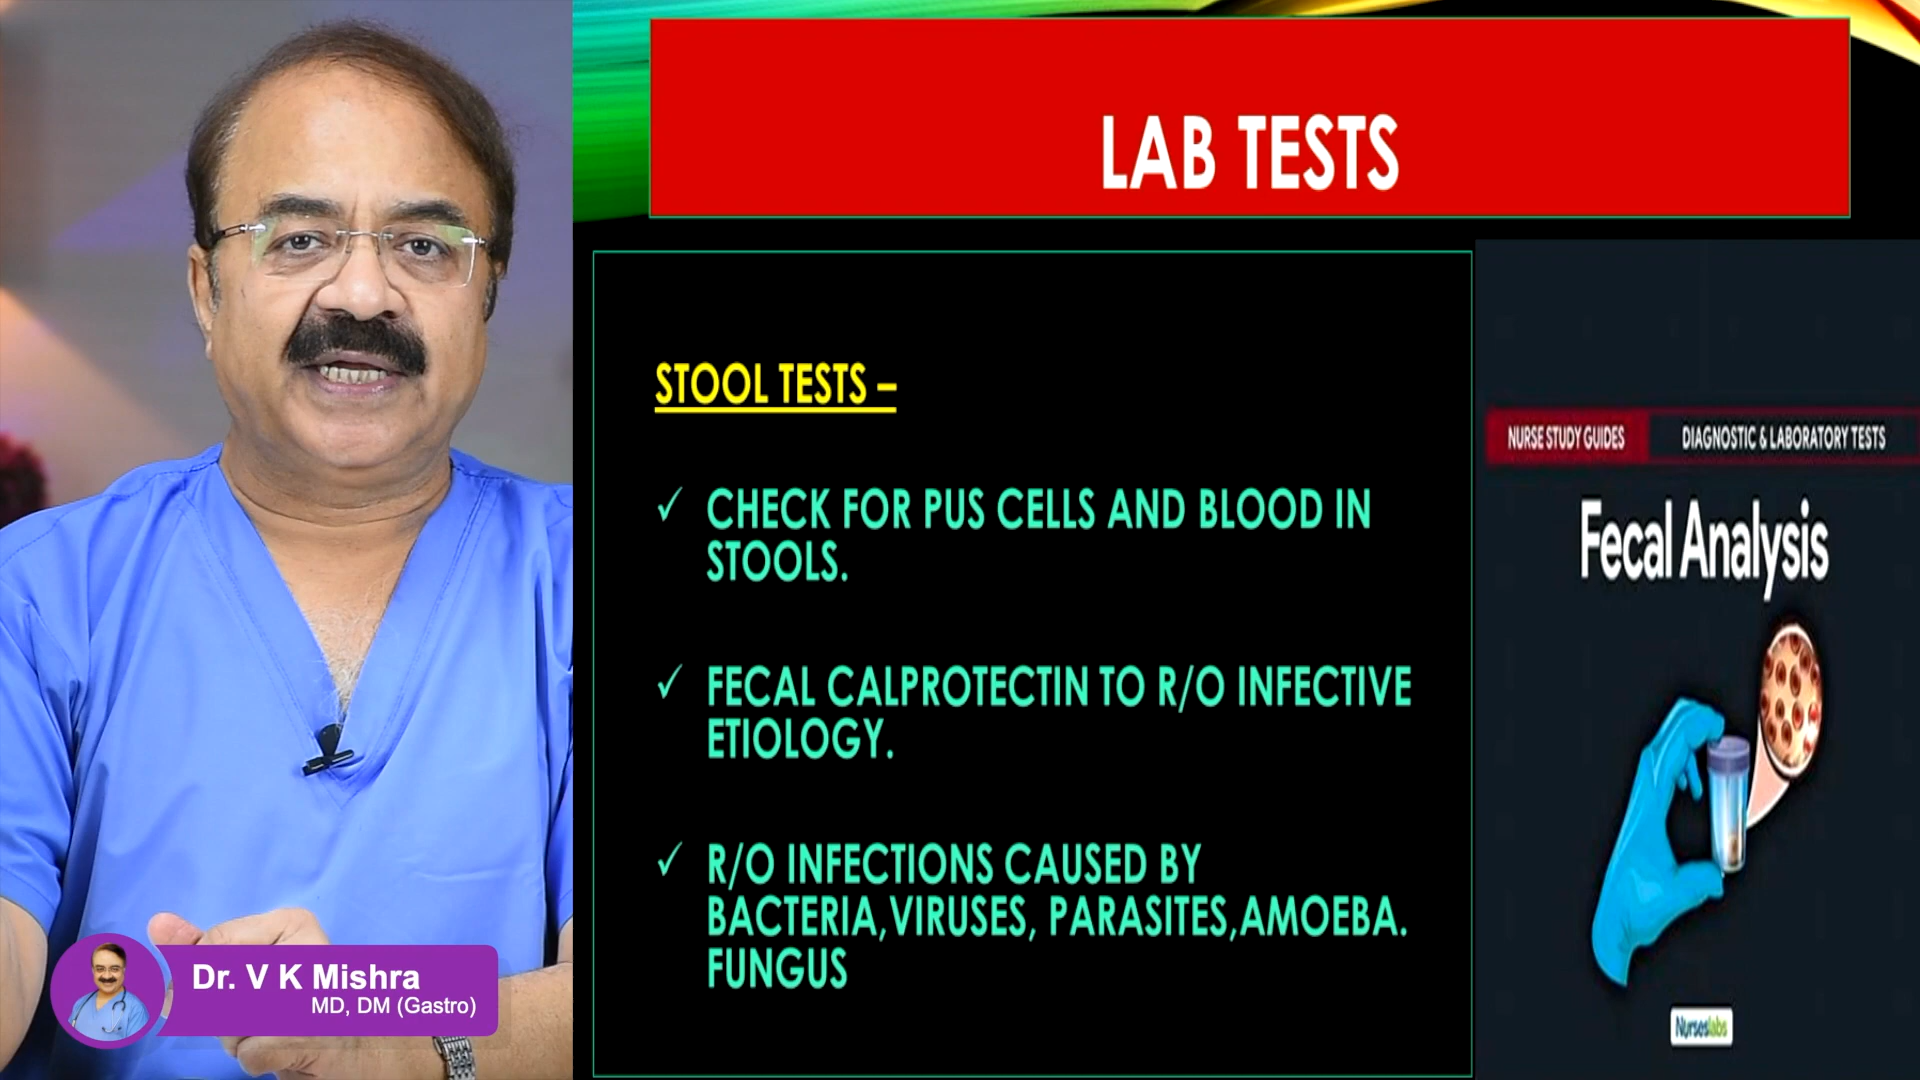 LAB TESTS
STOOL TESTS –
✓ CHECK FOR PUS CELLS AND BLOOD IN
STOOLS.
✓ FECAL CALPROTECTIN TO R/O INFECTIVE
ETIOLOGY.
✓ R/O INFECTIONS CAUSED BY
BACTERIA,VIRUSES, PARASITES,AMOEBA.
FUNGUS
NURSE STUDY GUIDES
DIAGNOSTIC & LABORATORY TESTS
Fecal Analysis
Nurseslabs
Dr. V K Mishra
MD, DM (Gastro)